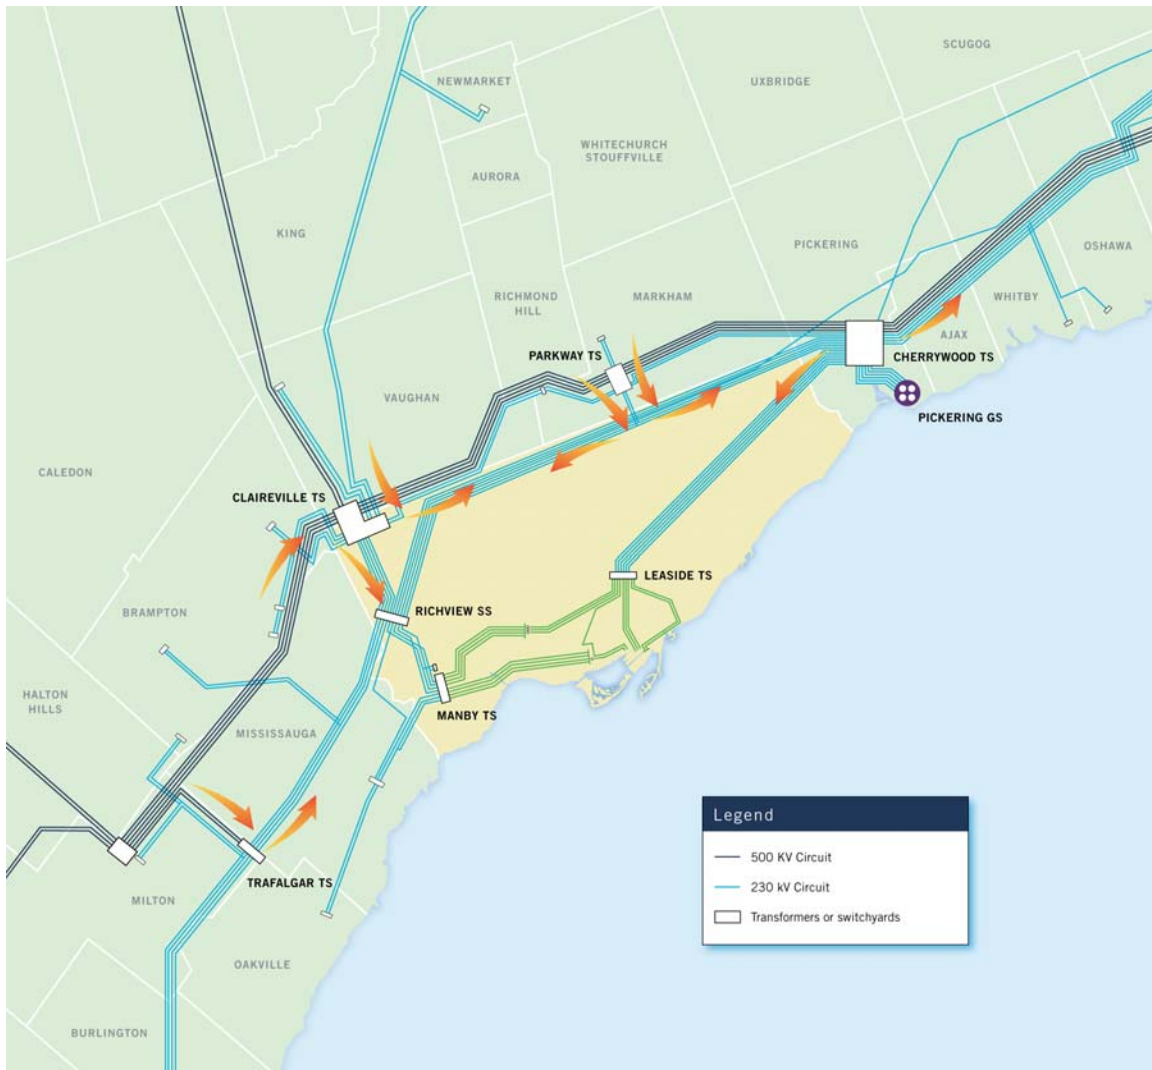 SCUGOG
NEWMARKET
UXBRIDGE
WHITECHURCH
STOUFFVILLE
AURORA
KING
PICKERING
OSHAWA
RICHMOND
HILL
MARKHAM
WHITBY
AJAX
PARKWAY TS
CHERRYWOOD TS
VAUGHAN
PICKERING GS
CALEDON
CLAIREVILLE TS
LEASIDE TS
BRAMPTON
RICHVIEW SS
HALTON
HILLS
MANBY TS
MISSISSAUGA
Legend
500 KV Circuit
230 kV Circuit
Transformers or switchyards
TRAFALGAR TS
MILTON
OAKVILLE
BURLINGTON